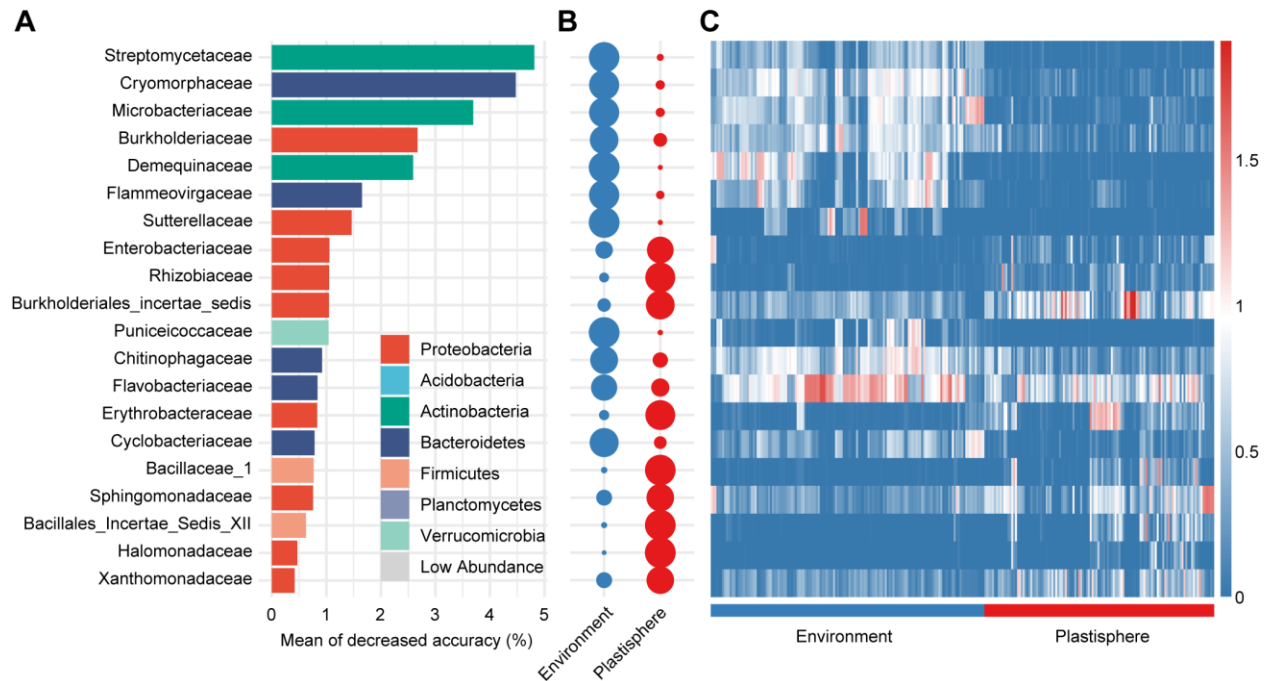 A
B
C
Streptomycetaceae
Cryomorphaceae
Microbacteriaceae
Burkholderiaceae
Demequinaceae
Flammeovirgaceae
Sutterellaceae
Enterobacteriaceae
Rhizobiaceae
Burkholderiales_incertae_sedis
Puniceicoccaceae
Chitinophagaceae
Flavobacteriaceae
Erythrobacteraceae
Cyclobacteriaceae
Bacillaceae_1
Sphingomonadaceae
Bacillales_Incertae_Sedis_XII
Halomonadaceae
Xanthomonadaceae
0 1 2 3 4 5
Mean of decreased accuracy (%)
Proteobacteria
Acidobacteria
Actinobacteria
Bacteroidetes
Firmicutes
Planctomycetes
Verrucomicrobia
Low Abundance
Environment
Plastisphere
Environment
Plastisphere
1.5
1
0.5
0